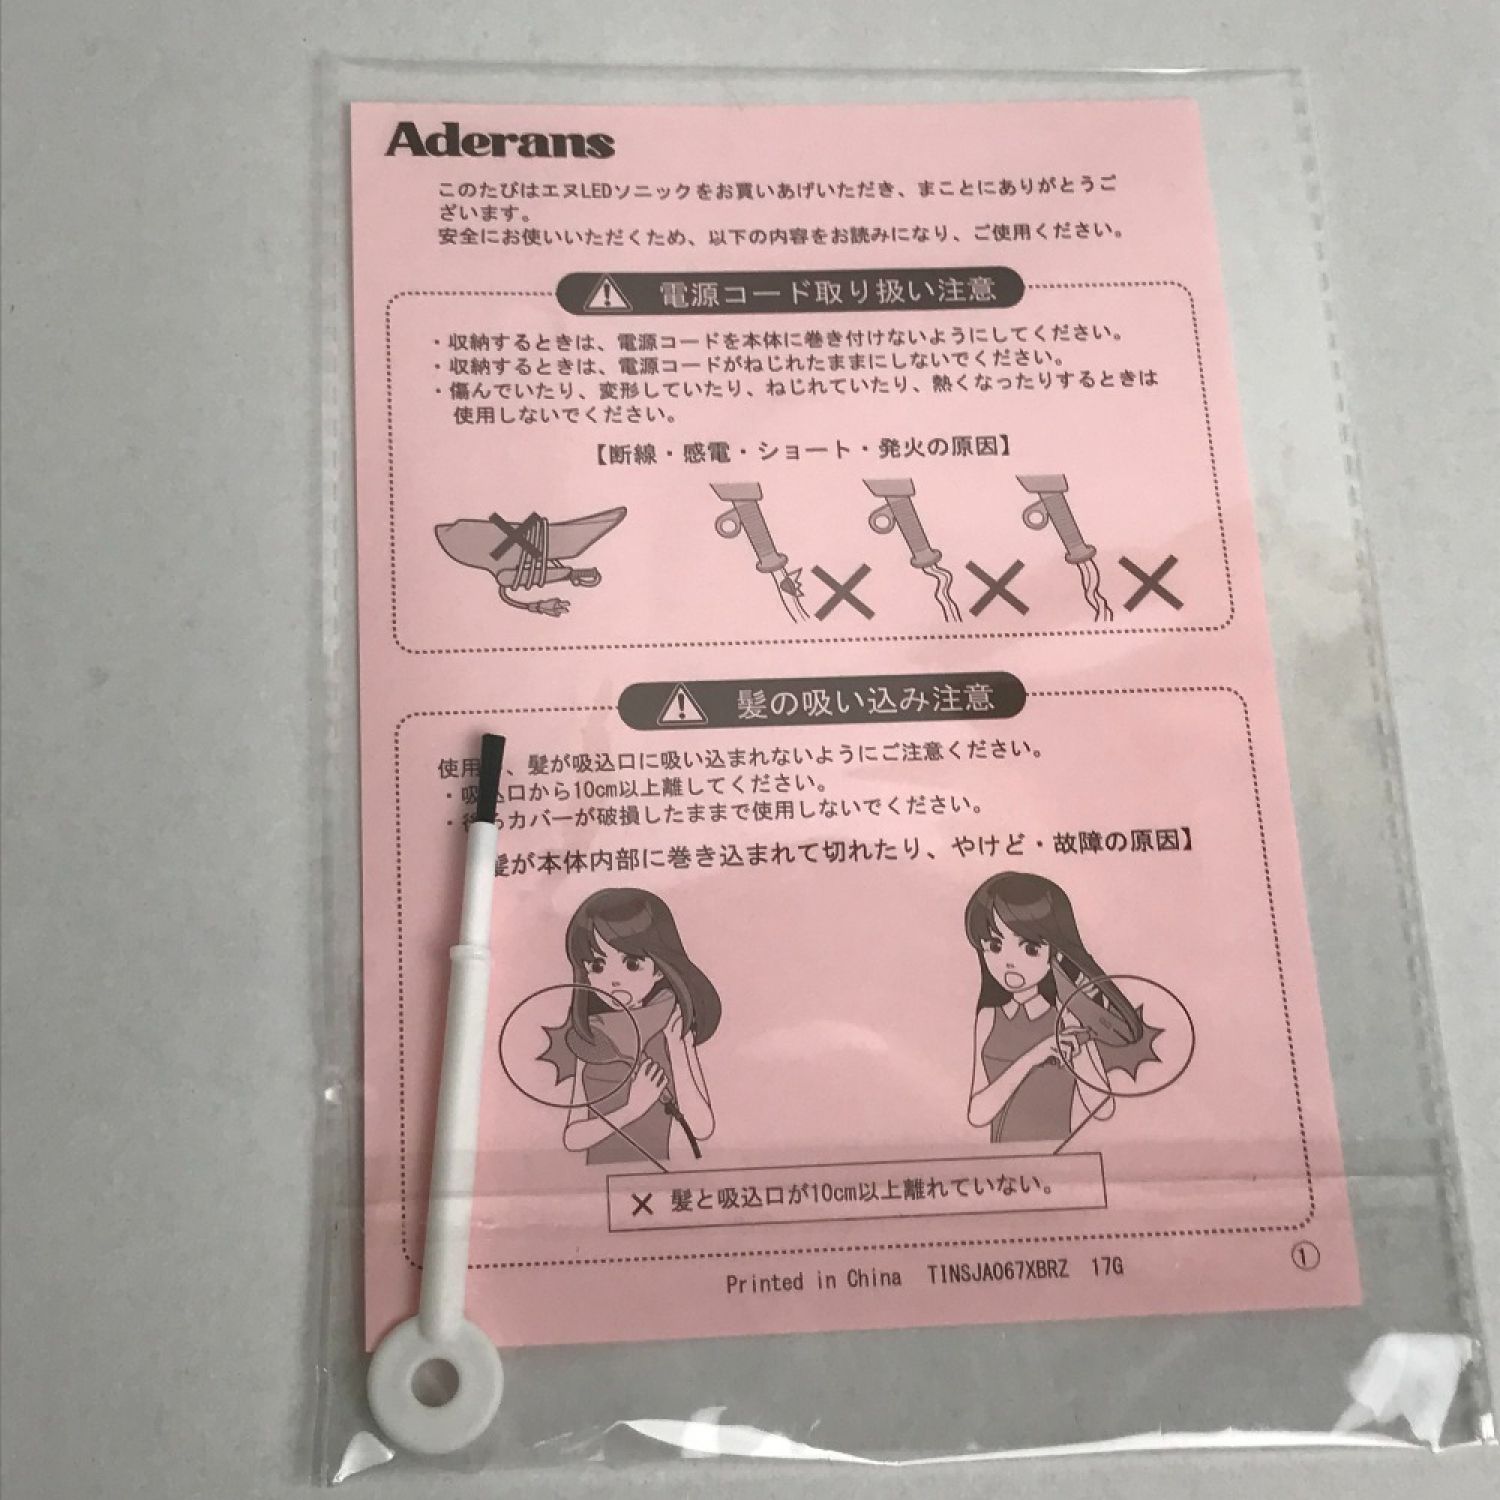 Aderans
このたびはエヌLEDソニックをお買いあげいただき、まことにありがとうご
ざいます。
安全にお使いいただくため、以下の内容をお読みになり、ご使用ください。
電源コード取り扱い注意
・収納するときは、電源コードを本体に巻き付けないようにしてください。
・収納するときは、電源コードがねじれたままにしないでください。
・傷んでいたり、変形していたり、ねじれていたり、熱くなったりするときは
使用しないでください。
【断線・感電・ショート・発火の原因】
髪の吸い込み注意
使用、髪が吸込口に吸い込まれないようにご注意ください。
・吸込口から10cm以上離してください。
・後ろカバーが破損したままで使用しないでください。
髪が本体内部に巻き込まれて切れたり、やけど・故障の原因】
× 髪と吸込口が10cm以上離れていない。
Printed in China TINSJA067XBRZ 17G
①